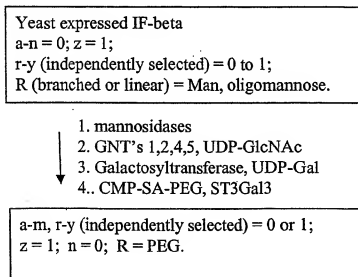 Yeast expressed IF-beta
a-n = 0; z = 1;
r-y (independently selected) = 0 to 1;
R (branched or linear) = Man, oligomannose.
1. mannosidases
2. GNT's 1,2,4,5, UDP-GlcNAc
3. Galactosyltransferase, UDP-Gal
4.. CMP-SA-PEG, ST3Gal3
a-m, r-y (independently selected) = 0 or 1;
z = 1; n = 0; R = PEG.